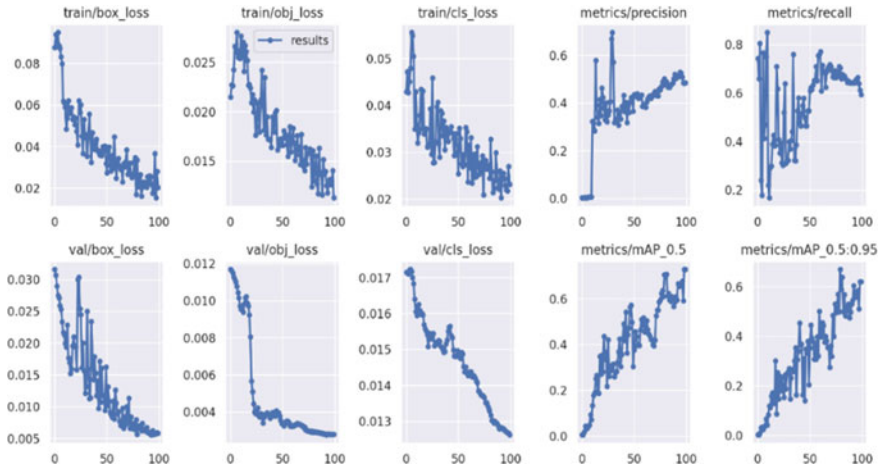 train/box_loss
train/obj_loss
train/cls_loss
metrics/precision
metrics/recall
results
0.08
0.06
0.04
0.02
0.025
0.020
0.015
0.05
0.04
0.03
0.02
0.6
0.4
0.2
0.0
0.8
0.6
0.4
0.2
0 50 100
0 50 100
0 50 100
0 50 100
0 50 100
val/box_loss
val/obj_loss
val/cls_loss
metrics/mAP_0.5
metrics/mAP_0.5:0.95
0.030
0.025
0.020
0.015
0.010
0.005
0.012
0.010
0.008
0.006
0.004
0.017
0.016
0.015
0.014
0.013
0.6
0.4
0.2
0.0
0.6
0.4
0.2
0.0
0 50 100
0 50 100
0 50 100
0 50 100
0 50 100